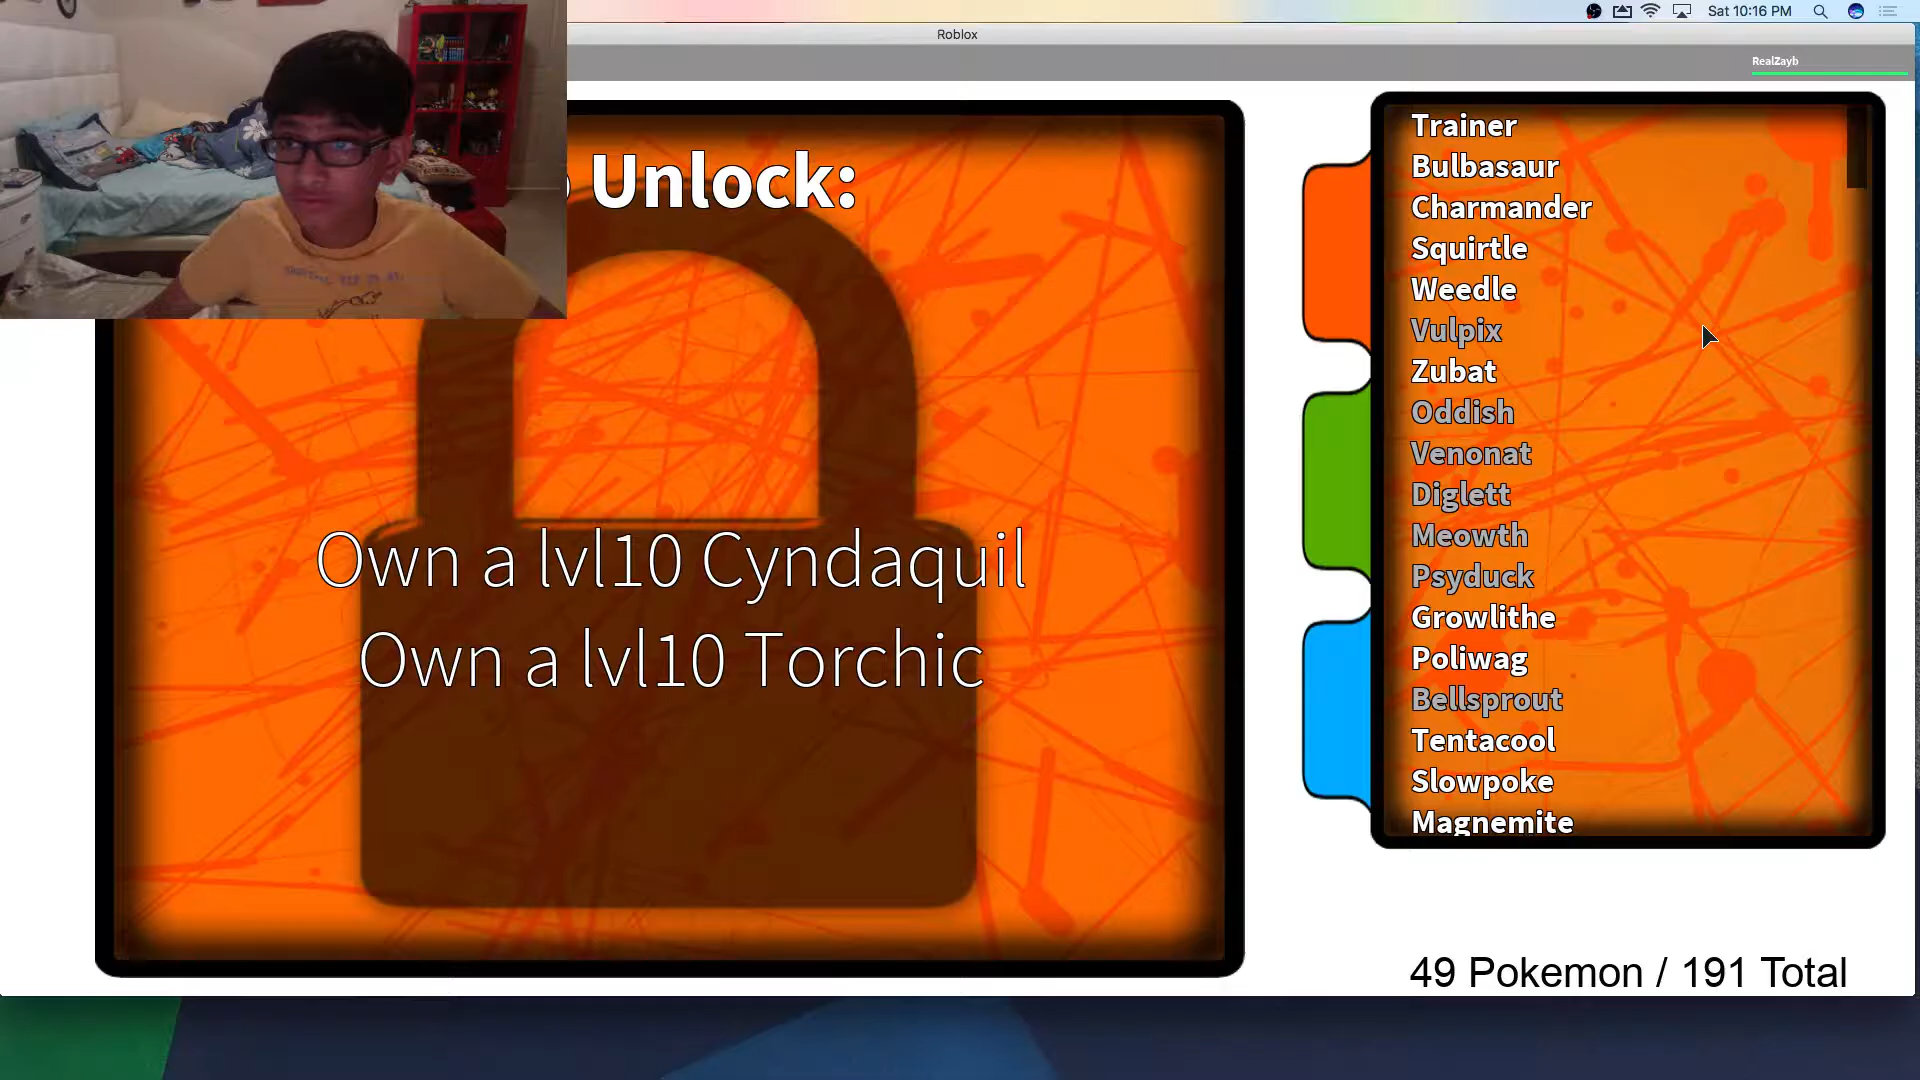 Sat 10:16 PM
Roblox
RealZayb
Unlock:
Own a lvl10 Cyndaquil
Own a lvl10 Torchic
Trainer
Bulbasaur
Charmander
Squirtle
Weedle
Vulpix
Zubat
Oddish
Venonat
Diglett
Meowth
Psyduck
Growlithe
Poliwag
Bellsprout
Tentacool
Slowpoke
Magnemite
49 Pokemon / 191 Total